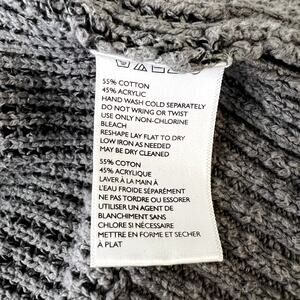 55% COTTON
45% ACRYLIC
HAND WASH COLD SEPARATELY
DO NOT WRING OR TWIST
USE ONLY NON-CHLORINE
BLEACH
RESHAPE LAY FLAT TO DRY
LOW IRON AS NEEDED
MAY BE DRY CLEANED
55% COTON
45% ACRYLIQUE
LAVER À LA MAIN À
L'EAU FROIDE SÉPARÉMENT
NE PAS TORDRE OU ESSORER
UTILISER UN AGENT DE
BLANCHIMENT SANS
CHLORE SI NÉCESSAIRE
METTRE EN FORME ET SECHER
À PLAT